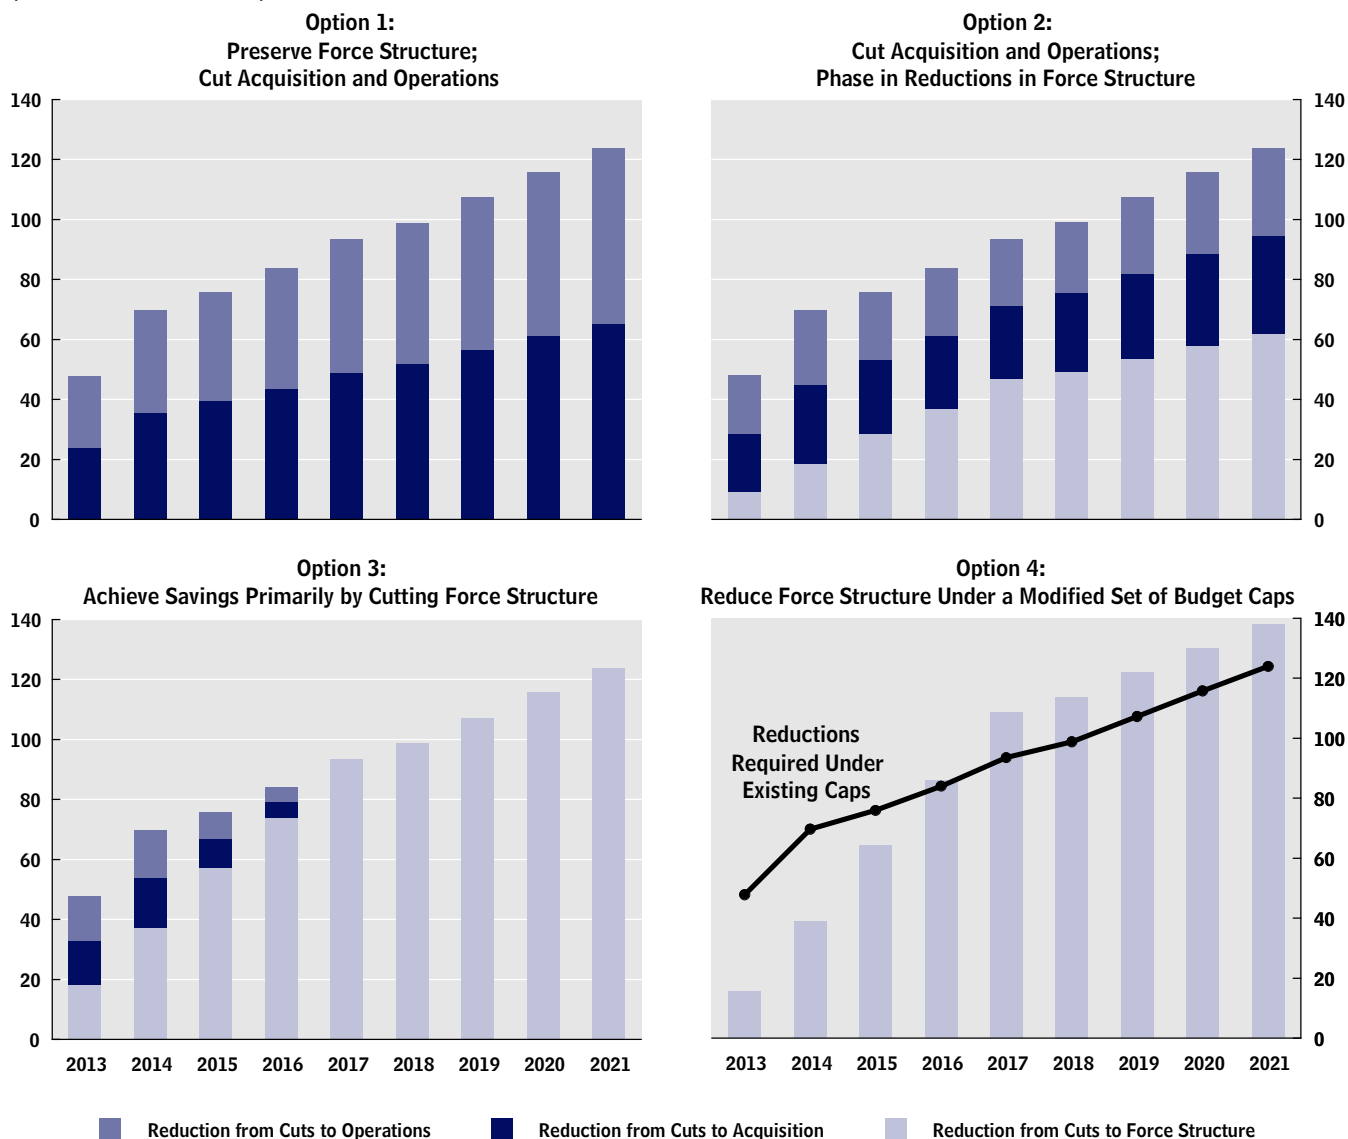 Option 1:
Preserve Force Structure;
Cut Acquisition and Operations
140
120
100
80
60
40
20
0
Option 2:
Cut Acquisition and Operations;
Phase in Reductions in Force Structure
140
120
100
80
60
40
20
0
Option 3:
Achieve Savings Primarily by Cutting Force Structure
140
120
100
80
60
40
20
0
2013 2014 2015 2016 2017 2018 2019 2020 2021
Option 4:
Reduce Force Structure Under a Modified Set of Budget Caps
Reductions
Required Under
Existing Caps
140
120
100
80
60
40
20
0
2013 2014 2015 2016 2017 2018 2019 2020 2021
Reduction from Cuts to Operations
Reduction from Cuts to Acquisition
Reduction from Cuts to Force Structure